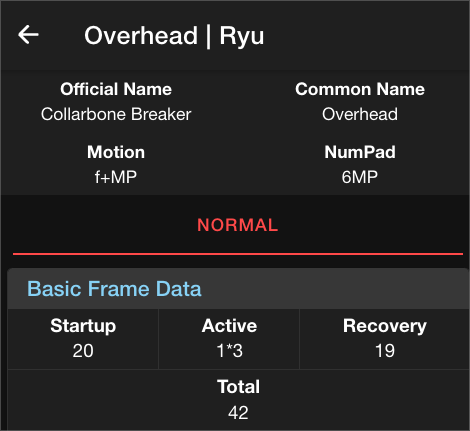 Overhead | Ryu
Official Name Common Name
Collarbone Breaker Overhead
Motion NumPad
f+MP 6MP
NORMAL
Basic Frame Data
Startup Active Recovery
20 1*3 19
Total
42